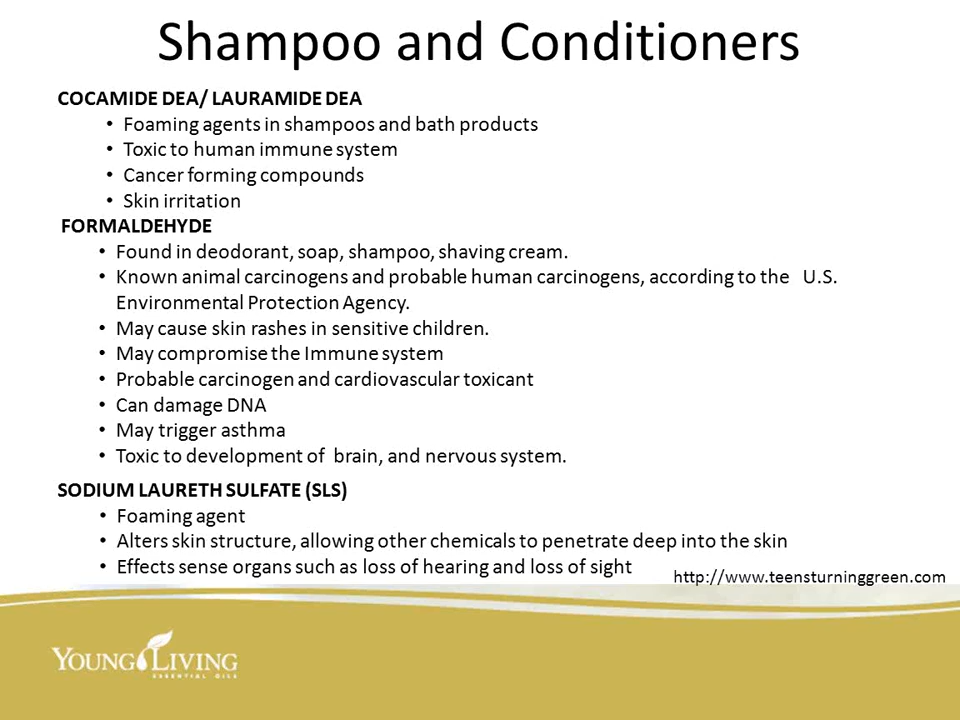 Shampoo and Conditioners
COCAMIDE DEA/ LAURAMIDE DEA
• Foaming agents in shampoos and bath products
• Toxic to human immune system
• Cancer forming compounds
• Skin irritation
FORMALDEHYDE
• Found in deodorant, soap, shampoo, shaving cream.
• Known animal carcinogens and probable human carcinogens, according to the U.S.
Environmental Protection Agency.
• May cause skin rashes in sensitive children.
• May compromise the Immune system
• Probable carcinogen and cardiovascular toxicant
• Can damage DNA
• May trigger asthma
• Toxic to development of brain, and nervous system.
SODIUM LAURETH SULFATE (SLS)
• Foaming agent
• Alters skin structure, allowing other chemicals to penetrate deep into the skin
• Effects sense organs such as loss of hearing and loss of sight
http://www.teensturninggreen.com
YOUNG LIVING
ESSENTIAL OILS